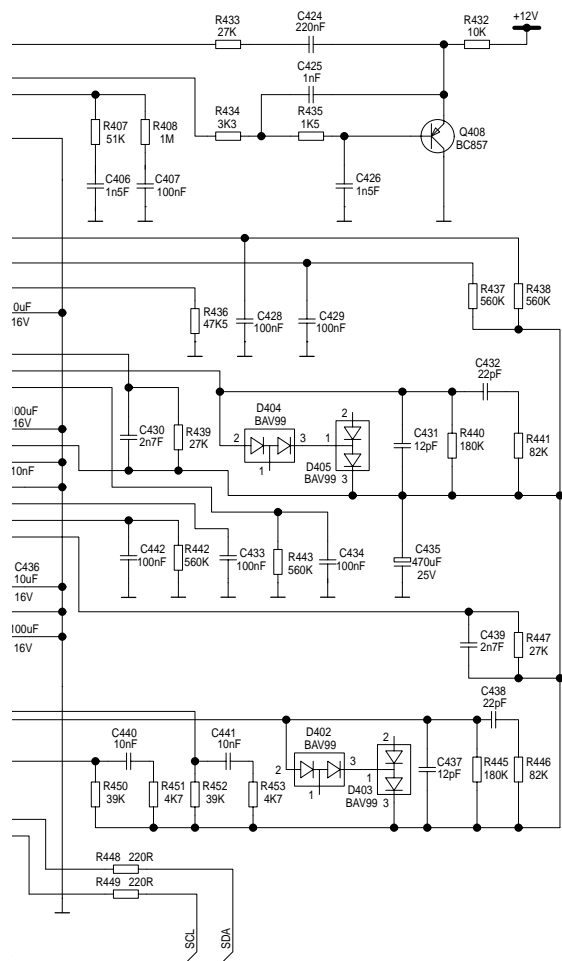 R433
27K
C424
220nF
R432
10K
+12V
C425
1nF
R434
3K3
R435
1K5
Q408
BC857
R407
51K
R408
1M
C406
1n5F
C407
100nF
C426
1n5F
R437
560K
R438
560K
R436
47K5
C428
100nF
C429
100nF
0uF
16V
C432
22pF
100uF
16V
C430
2n7F
R439
27K
D404
BAV99
2
3
1
2
1
D405
BAV99
3
C431
12pF
R440
180K
R441
82K
10nF
C442
100nF
R442
560K
C433
100nF
R443
560K
C434
100nF
C435
470uF
25V
C436
10uF
16V
100uF
16V
C439
2n7F
R447
27K
C438
22pF
C440
10nF
C441
10nF
D402
BAV99
2
3
1
2
1
D403
BAV99
3
C437
12pF
R445
180K
R446
82K
R450
39K
R451
4K7
R452
39K
R453
4K7
R448 220R
R449 220R
SCL
SDA